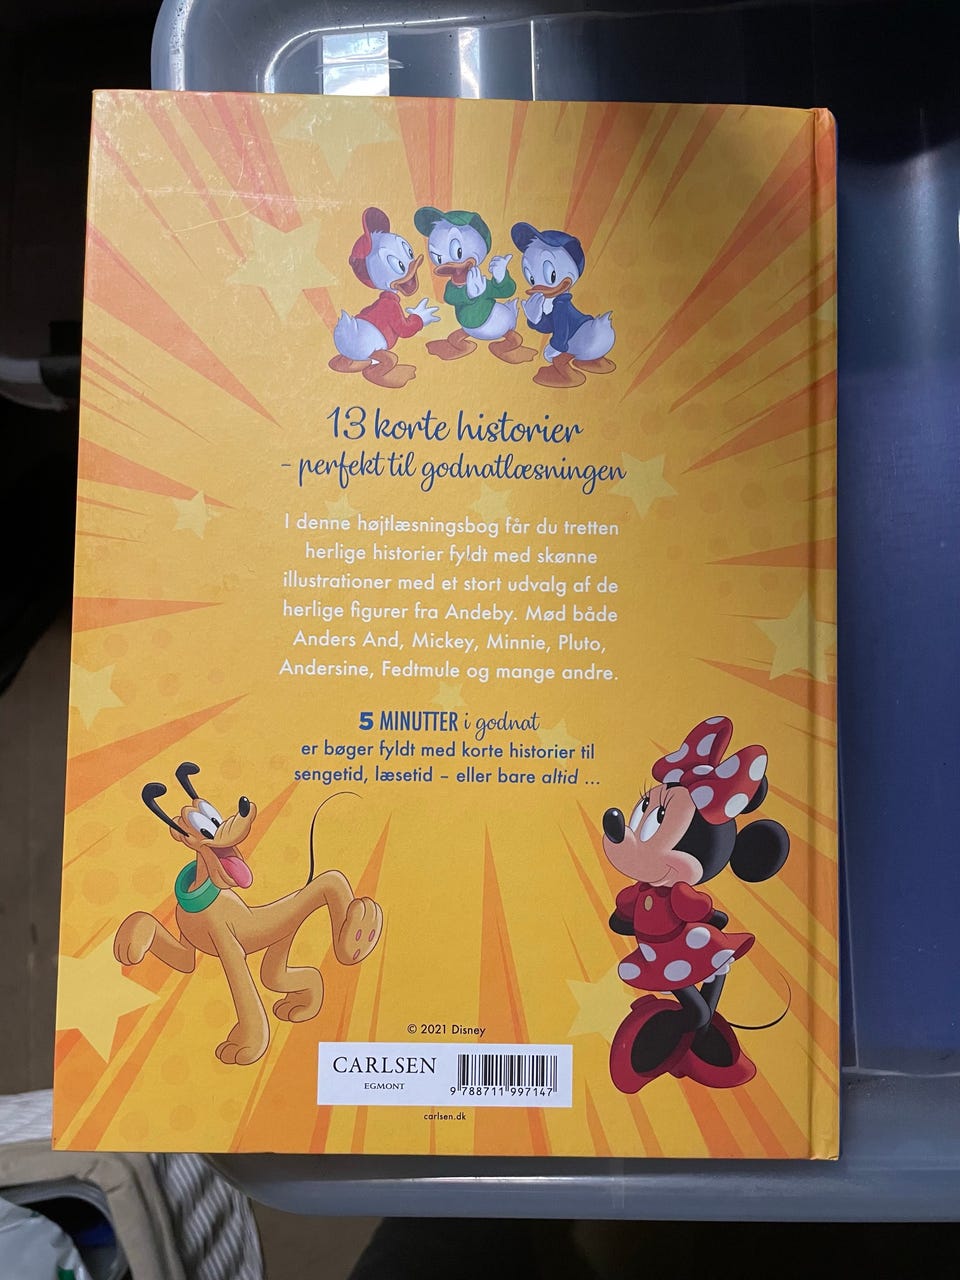 13 korte historier
- perfekt til godnatlæsningen
I denne højtlæsningsbog får du tretten
herlige historier fyldt med skønne
illustrationer med et stort udvalg af de
herlige figurer fra Andeby. Mød både
Anders And, Mickey, Minnie, Pluto,
Andersine, Fedtmule og mange andre.
5 MINUTTER i godnat
er bøger fyldt med korte historier til
sengetid, læsetid – eller bare altid ...
© 2021 Disney
CARLSEN
EGMONT
9 788711 997147
carlsen.dk